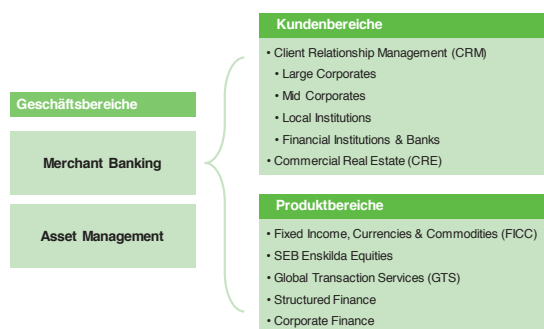 Geschäftsbereiche
Merchant Banking
Asset Management
Kundenbereiche
• Client Relationship Management (CRM)
• Large Corporates
• Mid Corporates
• Local Institutions
• Financial Institutions & Banks
• Commercial Real Estate (CRE)
Produktbereiche
• Fixed Income, Currencies & Commodities (FICC)
• SEB Enskilda Equities
• Global Transaction Services (GTS)
• Structured Finance
• Corporate Finance